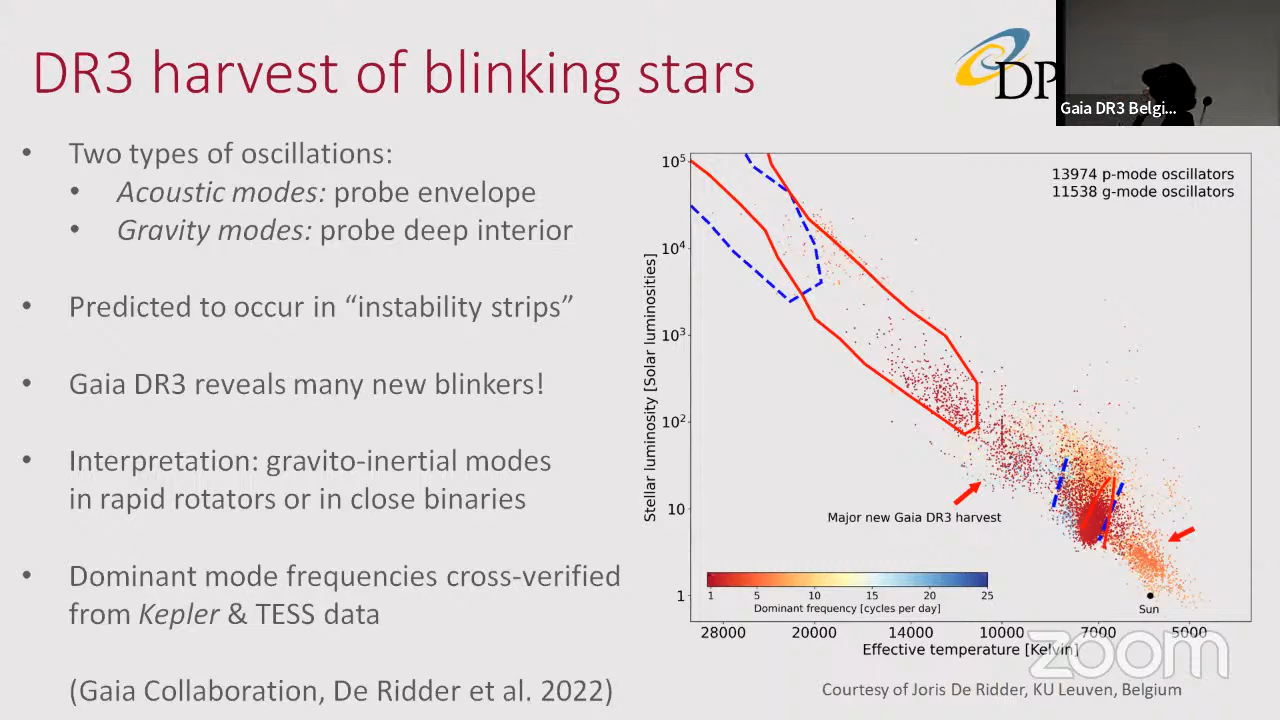 DR3 harvest of blinking stars
DP
Gaia DR3 Belgi...
• Two types of oscillations:
• Acoustic modes: probe envelope
• Gravity modes: probe deep interior
• Predicted to occur in “instability strips”
• Gaia DR3 reveals many new blinkers!
• Interpretation: gravito-inertial modes
in rapid rotators or in close binaries
• Dominant mode frequencies cross-verified
from Kepler & TESS data
(Gaia Collaboration, De Ridder et al. 2022)
13974 p-mode oscillators
11538 g-mode oscillators
Stellar luminosity [Solar luminosities]
10⁵
10⁴
10³
10²
10
1
Major new Gaia DR3 harvest
1 5 10 15 20 25
Dominant frequency [cycles per day]
Sun
28000 20000 14000 10000 7000 5000
Effective temperature [Kelvin]
zoom
Courtesy of Joris De Ridder, KU Leuven, Belgium